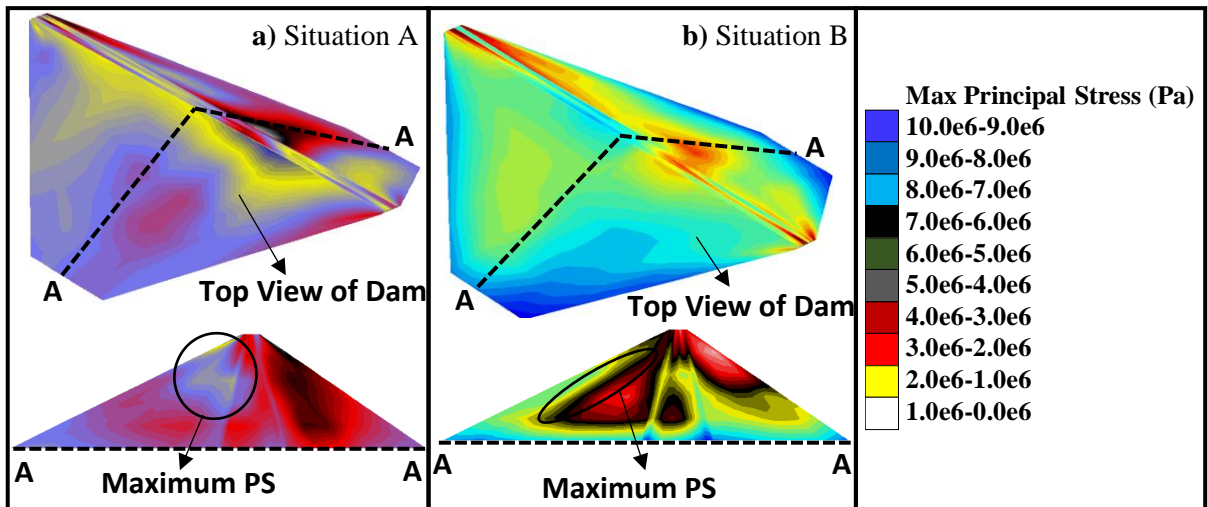 a) Situation A
A
A
Top View of Dam
A
A
Maximum PS
b) Situation B
A
A
Top View of Dam
A
A
Maximum PS
Max Principal Stress (Pa)
10.0e6-9.0e6
9.0e6-8.0e6
8.0e6-7.0e6
7.0e6-6.0e6
6.0e6-5.0e6
5.0e6-4.0e6
4.0e6-3.0e6
3.0e6-2.0e6
2.0e6-1.0e6
1.0e6-0.0e6